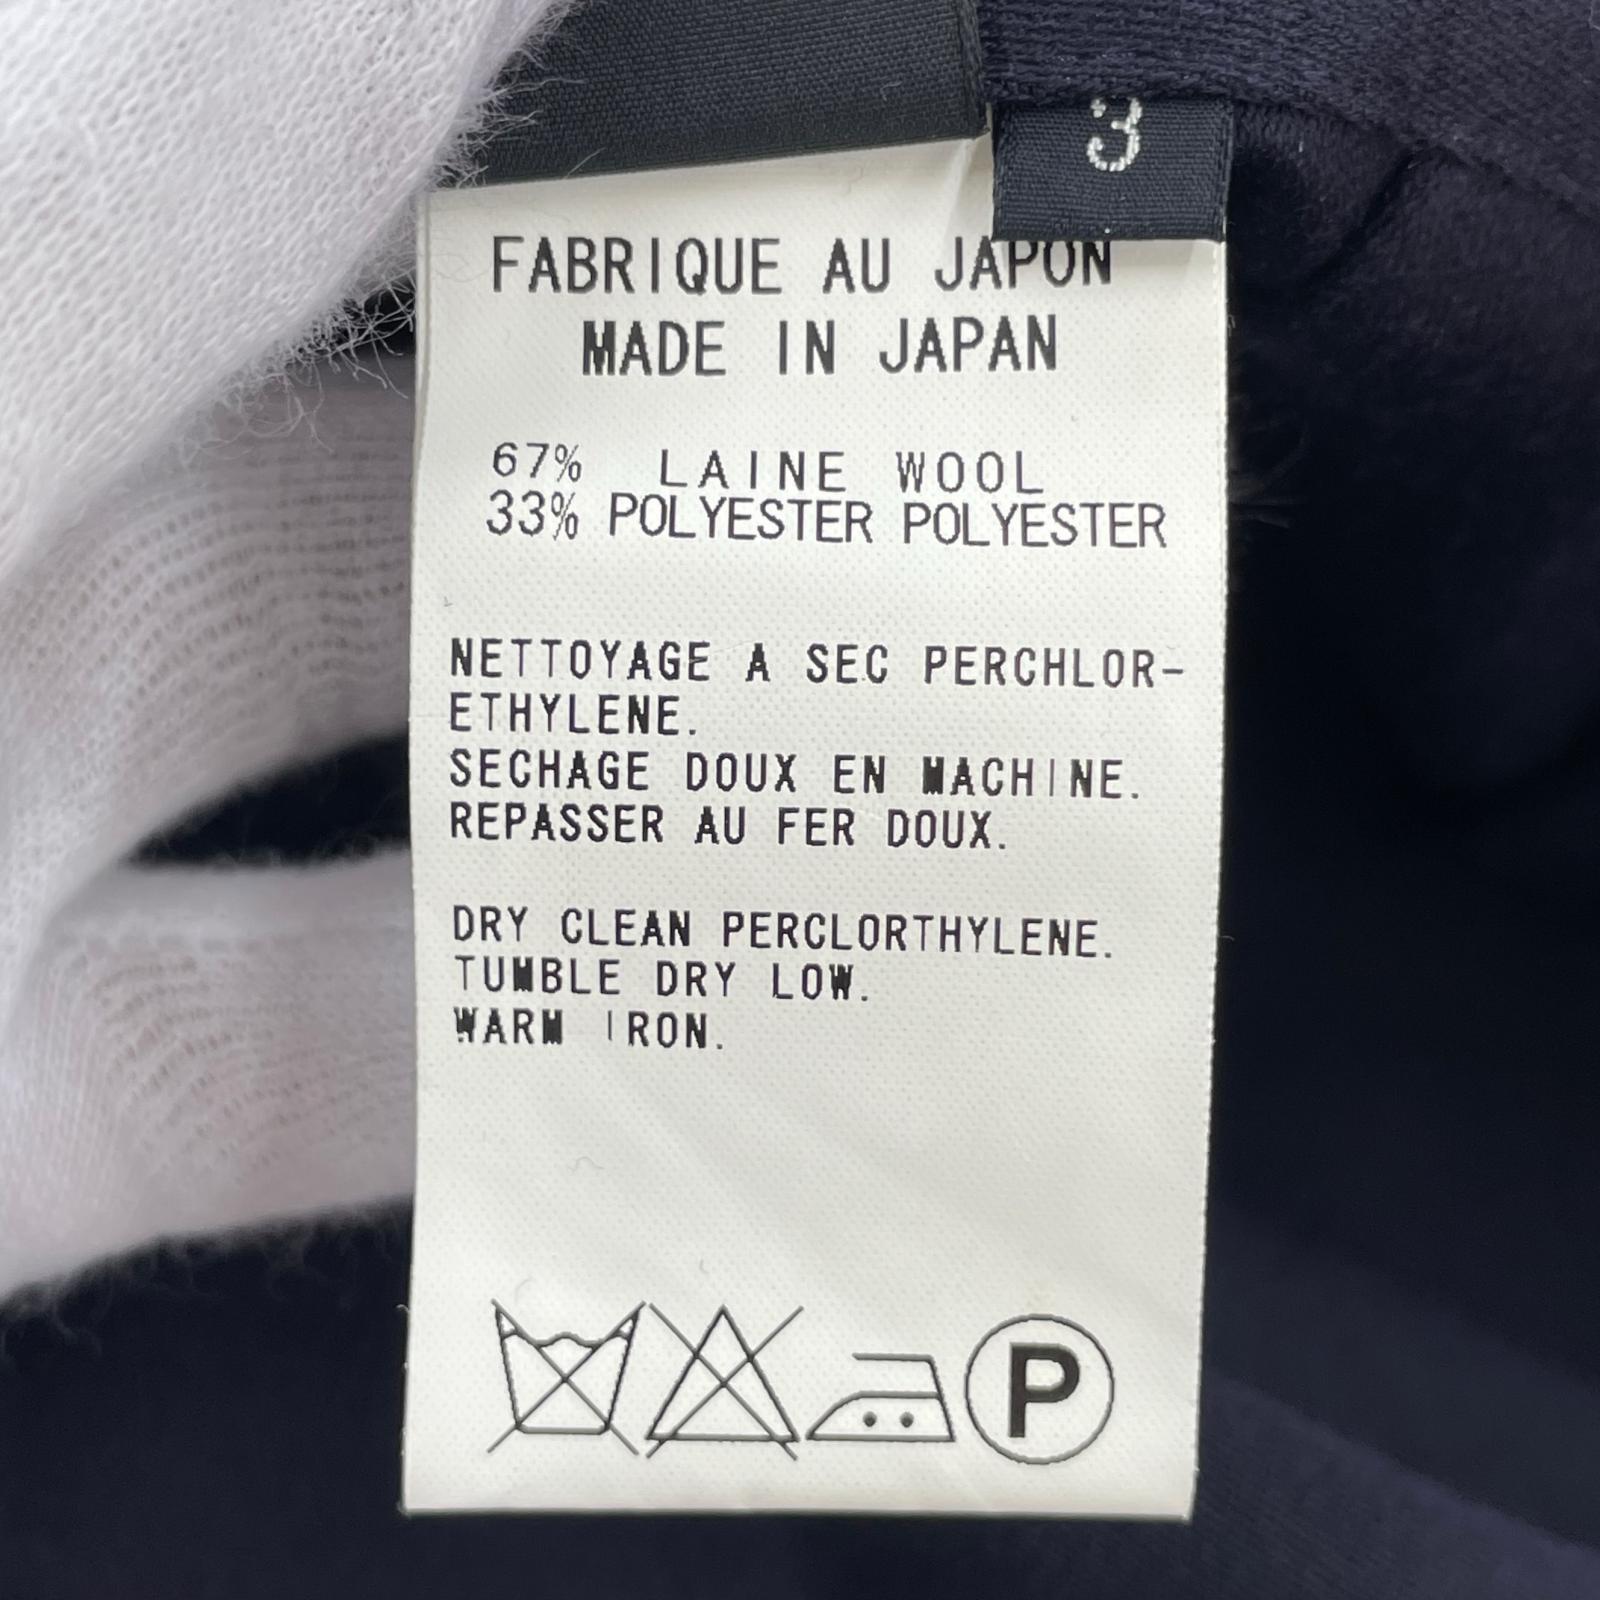 3
FABRIQUE AU JAPON
MADE IN JAPAN
67% LAINE WOOL
33% POLYESTER POLYESTER
NETTOYAGE A SEC PERCHLOR-
ETHYLENE.
SECHAGE DOUX EN MACHINE.
REPASSER AU FER DOUX.
DRY CLEAN PERCLORTHYLENE.
TUMBLE DRY LOW.
WARM IRON.
P